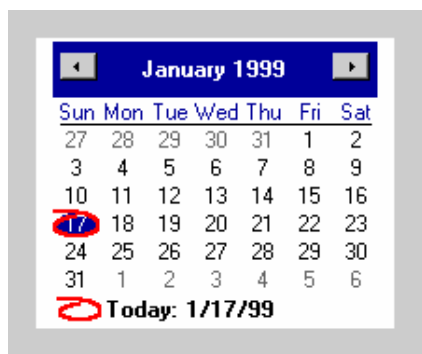 January 1999
Sun Mon Tue Wed Thu Fri Sat
27 28 29 30 31 1 2
3 4 5 6 7 8 9
10 11 12 13 14 15 16
17 18 19 20 21 22 23
24 25 26 27 28 29 30
31 1 2 3 4 5 6
Today: 1/17/99